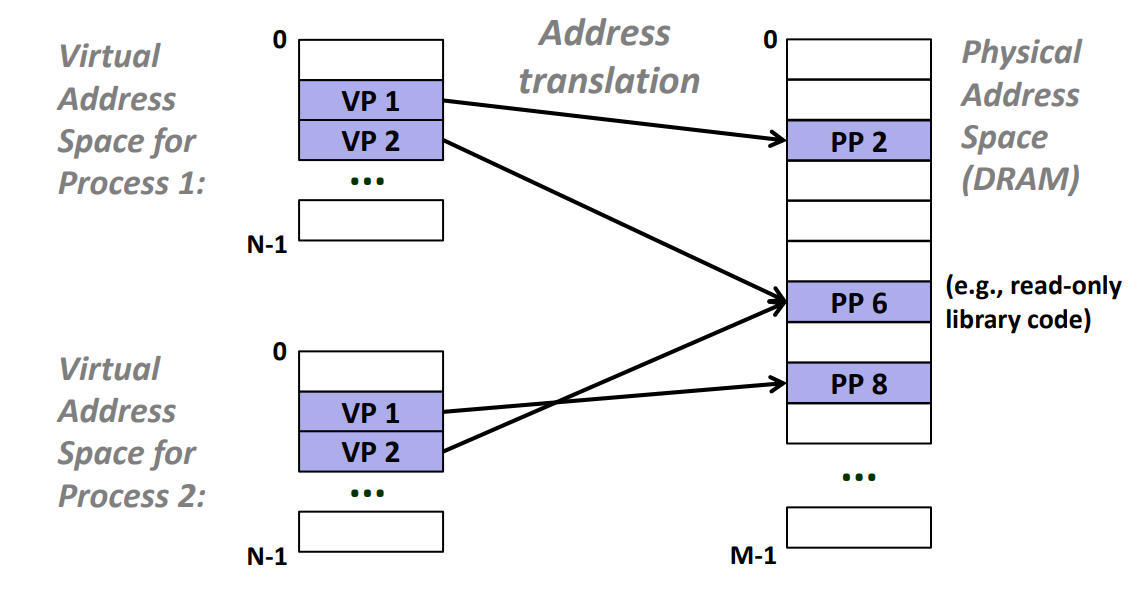 Virtual
Address
Space for
Process 1:
0
VP 1
VP 2
...
N-1
Address
translation
0
PP 2
PP 6
PP 8
...
M-1
Physical
Address
Space
(DRAM)
(e.g., read-only
library code)
Virtual
Address
Space for
Process 2:
0
VP 1
VP 2
...
N-1